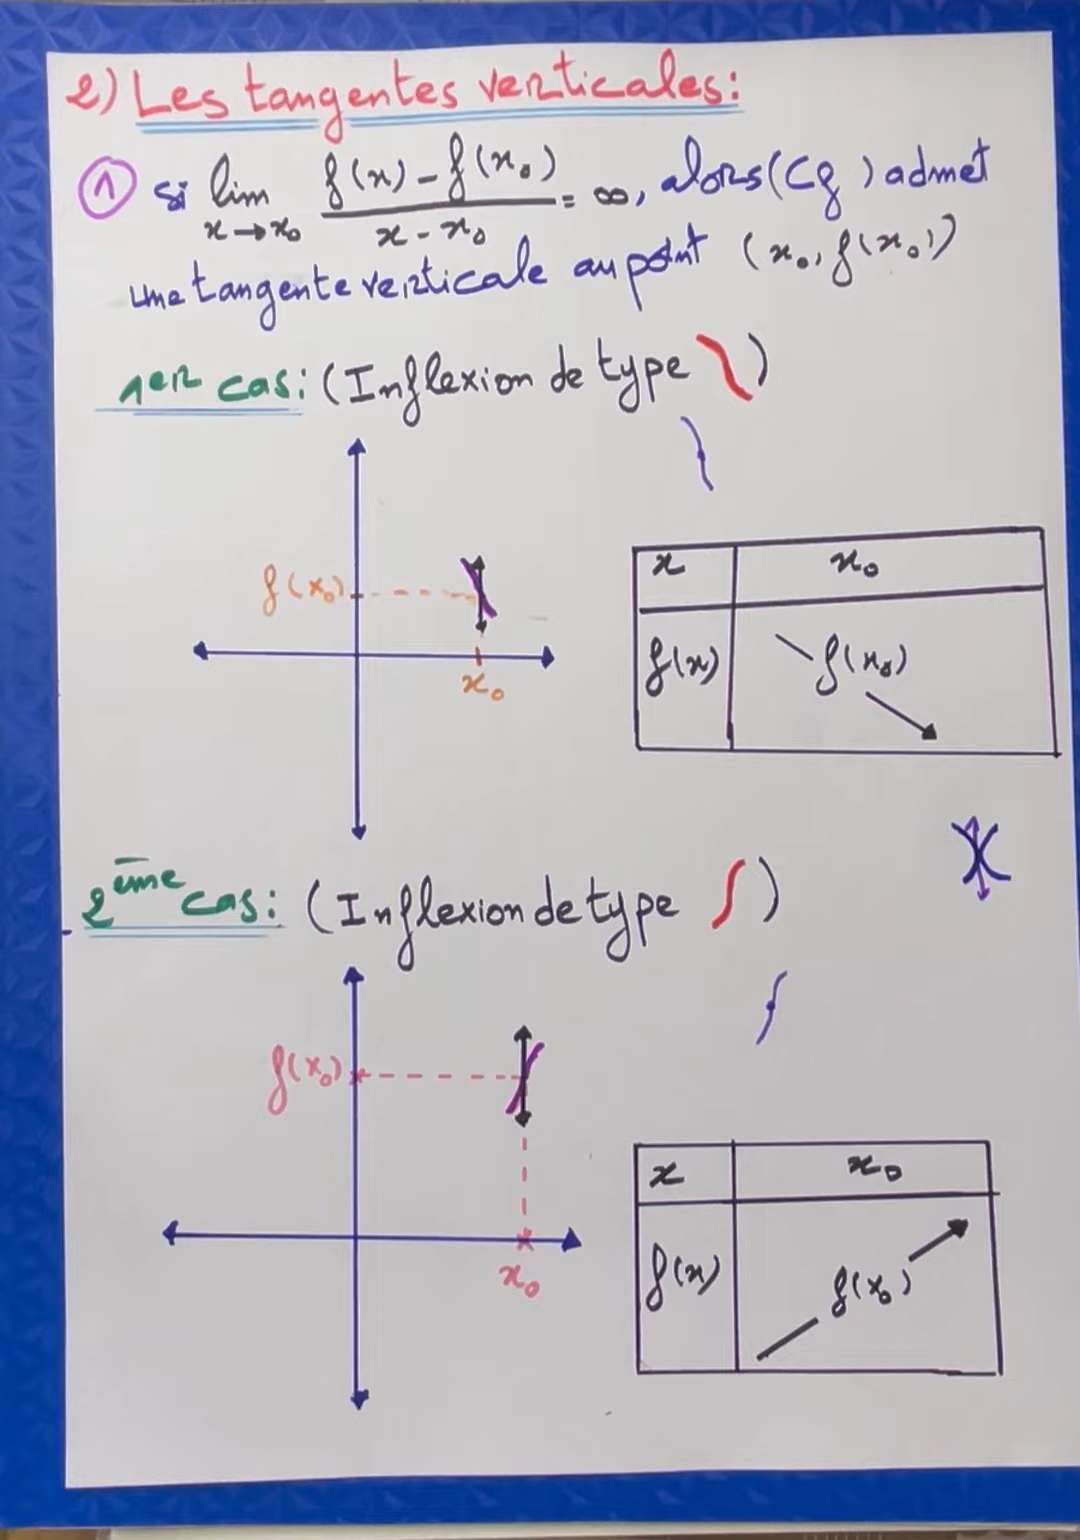 2) Les tangentes verticales:
① si lim x→x₀ (f(x) - f(x₀)) / (x - x₀) = ∞, alors (Cf) admet
une tangente verticale au point (x₀, f(x₀))
1er cas: (Inflexion de type )
f(x₀)
x₀
x x₀
f(x) f(x₀)
2ème cas: (Inflexion de type )
f(x₀)
x₀
x x₀
f(x) f(x₀)